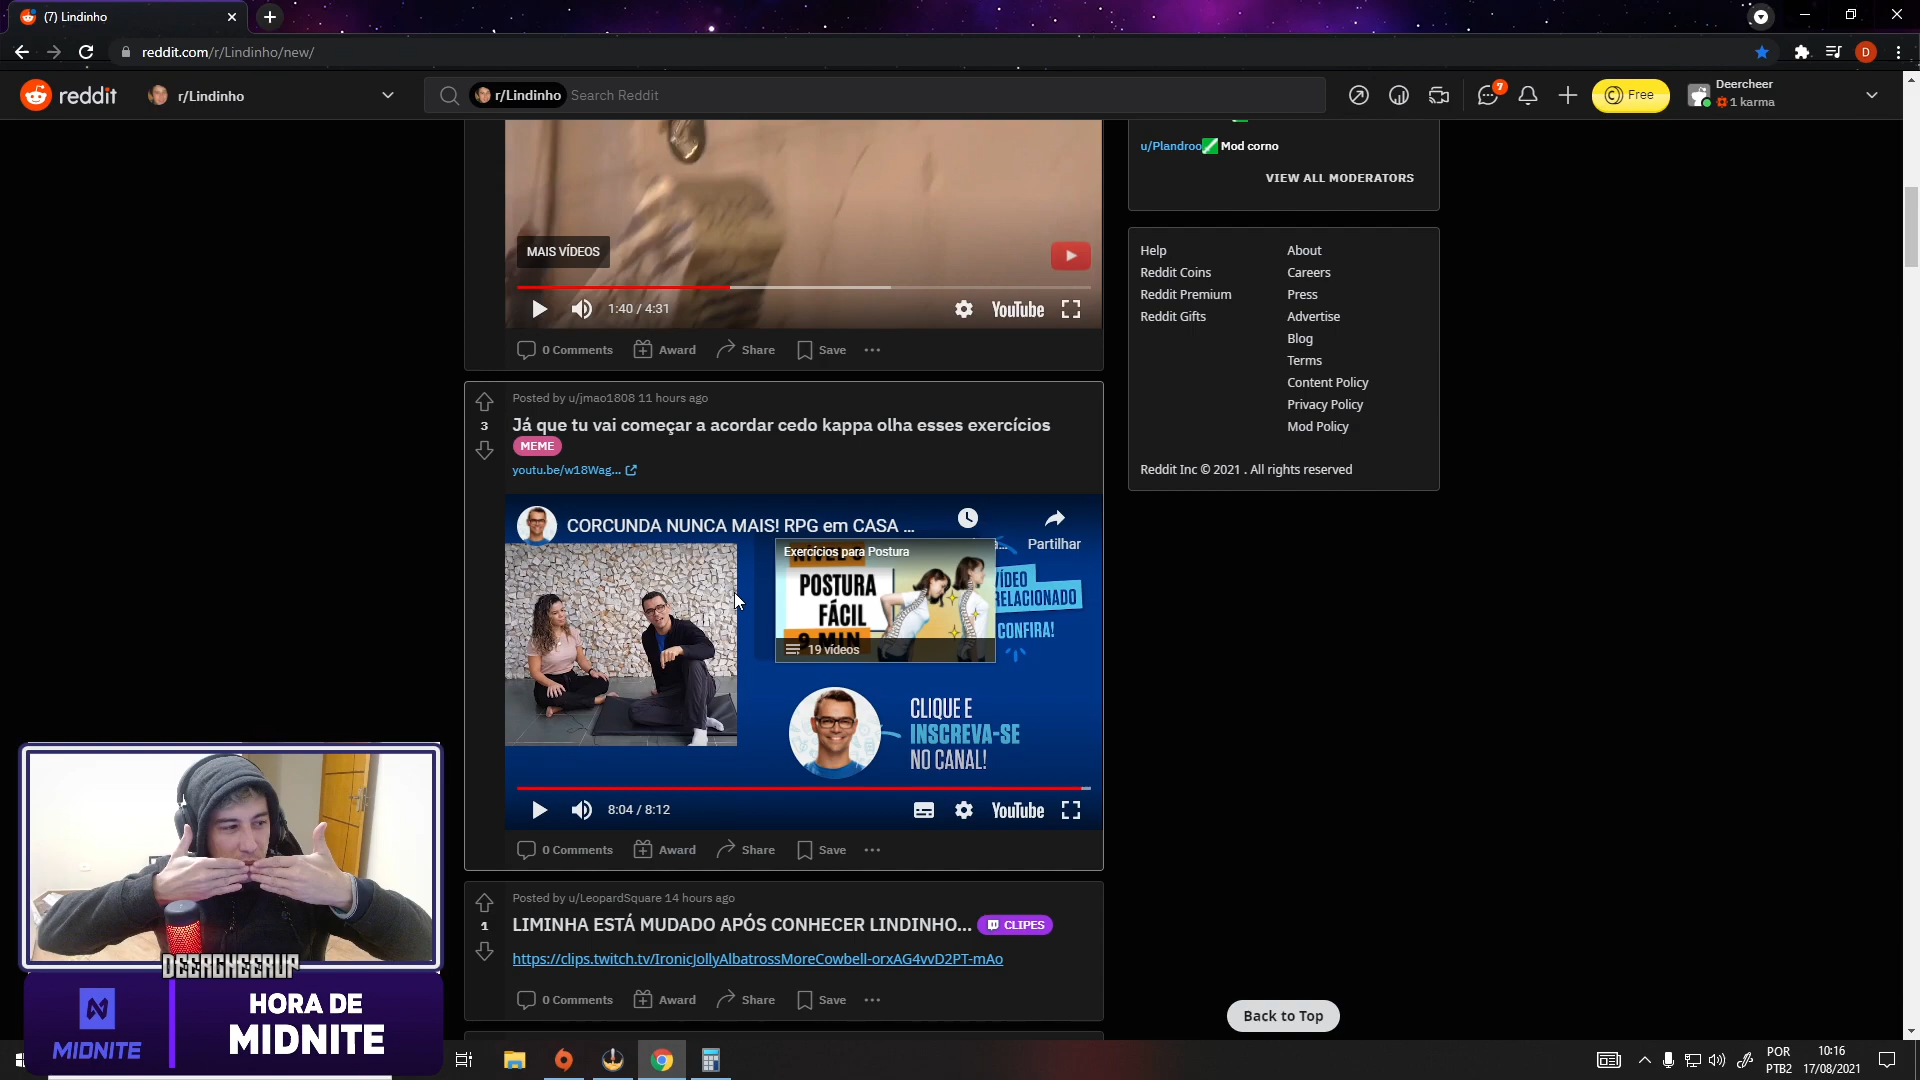 (7) Lindinho
reddit.com/r/Lindinho/new/
reddit
r/Lindinho
r/Lindinho Search Reddit
7
Free
Deercheer
1 karma
u/Plandroo Mod corno
VIEW ALL MODERATORS
MAIS VÍDEOS
1:40 / 4:31
YouTube
0 Comments
Award
Share
Save
Help
About
Reddit Coins
Careers
Reddit Premium
Press
Reddit Gifts
Advertise
Blog
Terms
Content Policy
Privacy Policy
Mod Policy
Reddit Inc © 2021 . All rights reserved
Posted by u/jmao1808 11 hours ago
3
Já que tu vai começar a acordar cedo kappa olha esses exercícios
MEME
youtu.be/w18Wag...
CORCUNDA NUNCA MAIS! RPG em CASA ...
Partilhar
Exercícios para Postura
POSTURA
FÁCIL
9 MIN
19 vídeos
VÍDEO
RELACIONADO
CONFIRA!
CLIQUE E
INSCREVA-SE
NO CANAL!
8:04 / 8:12
YouTube
0 Comments
Award
Share
Save
Posted by u/LeopardSquare 14 hours ago
1
LIMINHA ESTÁ MUDADO APÓS CONHECER LINDINHO... CLIPES
https://clips.twitch.tv/IronicJollyAlbatrossMoreCowbell-orxAG4vvD2PT-mAo
0 Comments
Award
Share
Save
Back to Top
DEERCHEERUP
MIDNITE
HORA DE
MIDNITE
POR
PTB2
10:16
17/08/2021
D